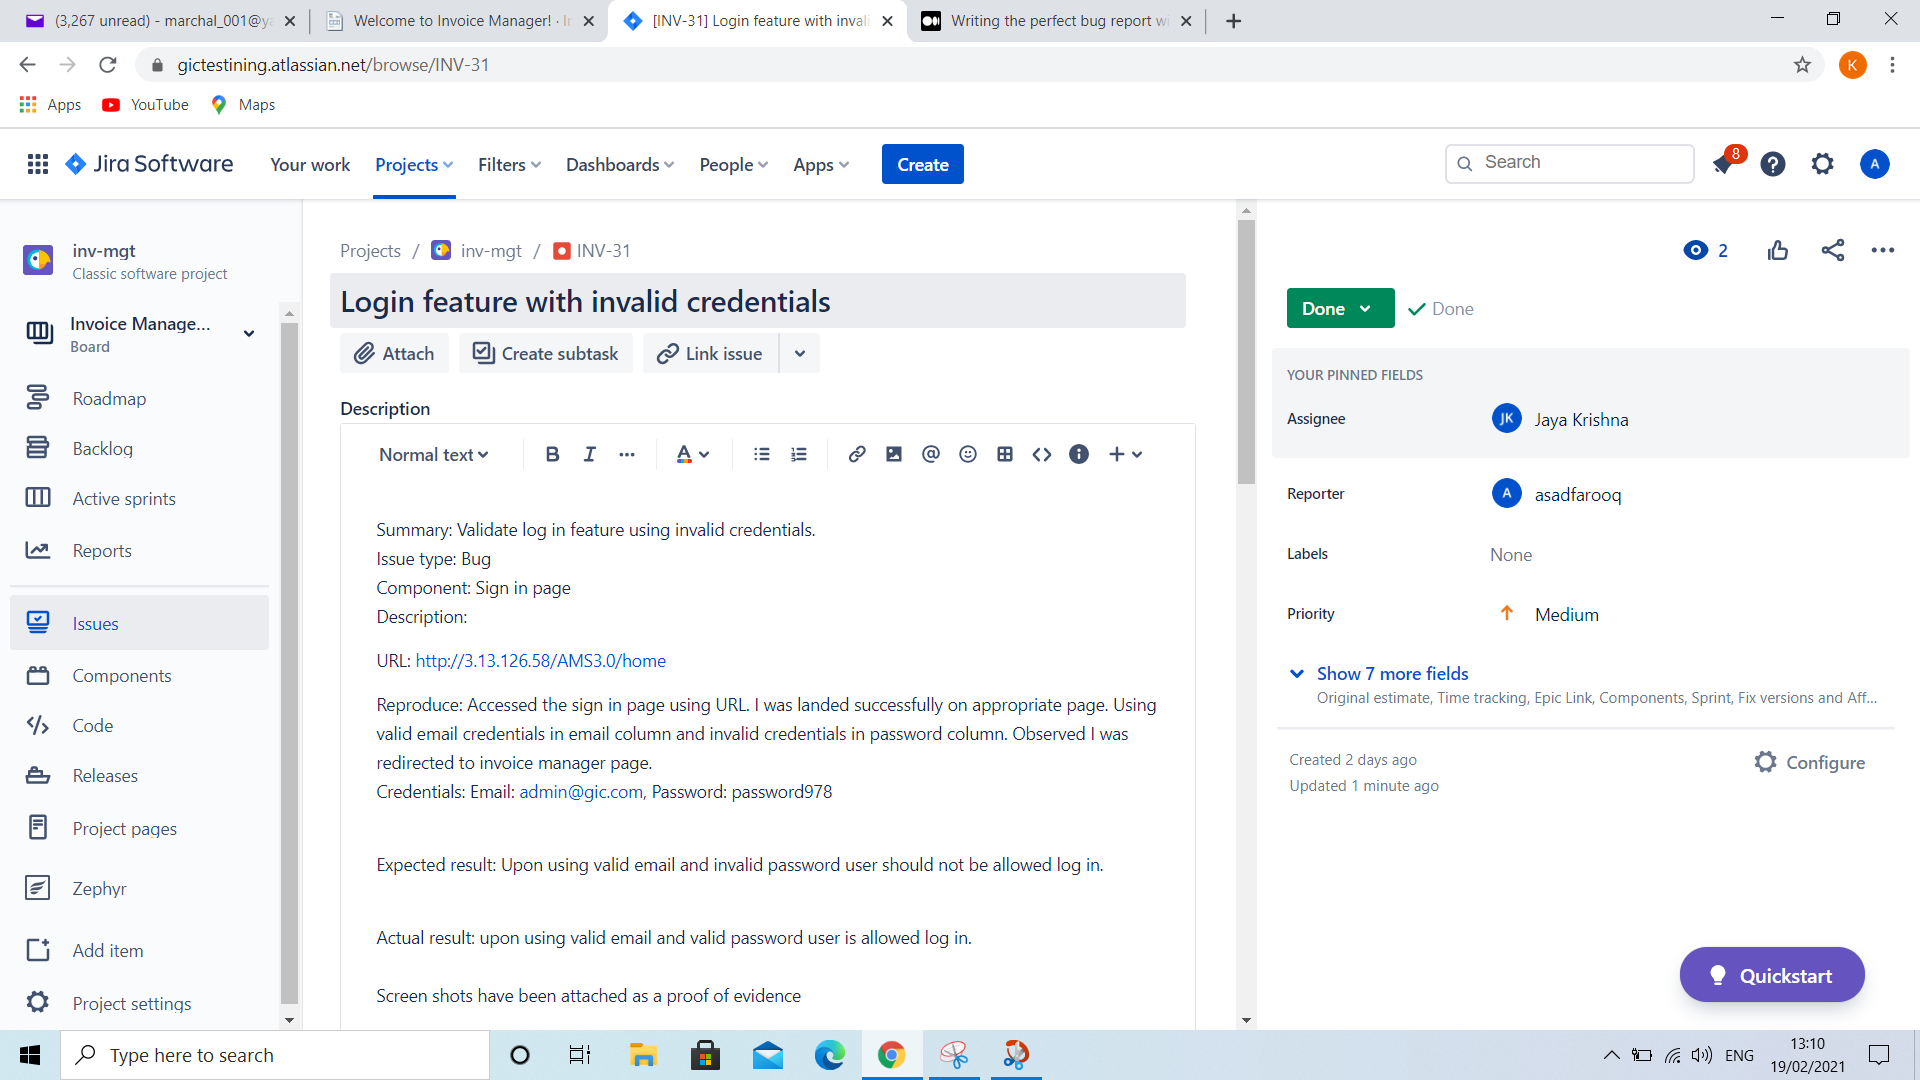 (3,267 unread) - marchal_001@ya
Welcome to Invoice Manager! · In
[INV-31] Login feature with invali
Writing the perfect bug report wi
gictestining.atlassian.net/browse/INV-31
K
Apps
YouTube
Maps
Jira Software
Your work
Projects
Filters
Dashboards
People
Apps
Create
Search
8
A
inv-mgt
Classic software project
Invoice Manage...
Board
Roadmap
Backlog
Active sprints
Reports
Issues
Components
Code
Releases
Project pages
Zephyr
Add item
Project settings
Projects / inv-mgt / INV-31
Login feature with invalid credentials
Attach
Create subtask
Link issue
Description
Normal text
B I ... A
Summary: Validate log in feature using invalid credentials.
Issue type: Bug
Component: Sign in page
Description:
URL: http://3.13.126.58/AMS3.0/home
Reproduce: Accessed the sign in page using URL. I was landed successfully on appropriate page. Using
valid email credentials in email column and invalid credentials in password column. Observed I was
redirected to invoice manager page.
Credentials: Email: admin@gic.com, Password: password978
Expected result: Upon using valid email and invalid password user should not be allowed log in.
Actual result: upon using valid email and valid password user is allowed log in.
Screen shots have been attached as a proof of evidence
2
Done
Done
YOUR PINNED FIELDS
Assignee
JK Jaya Krishna
Reporter
A asadfarooq
Labels
None
Priority
Medium
Show 7 more fields
Original estimate, Time tracking, Epic Link, Components, Sprint, Fix versions and Aff...
Created 2 days ago
Updated 1 minute ago
Configure
Quickstart
Type here to search
ENG
13:10
19/02/2021